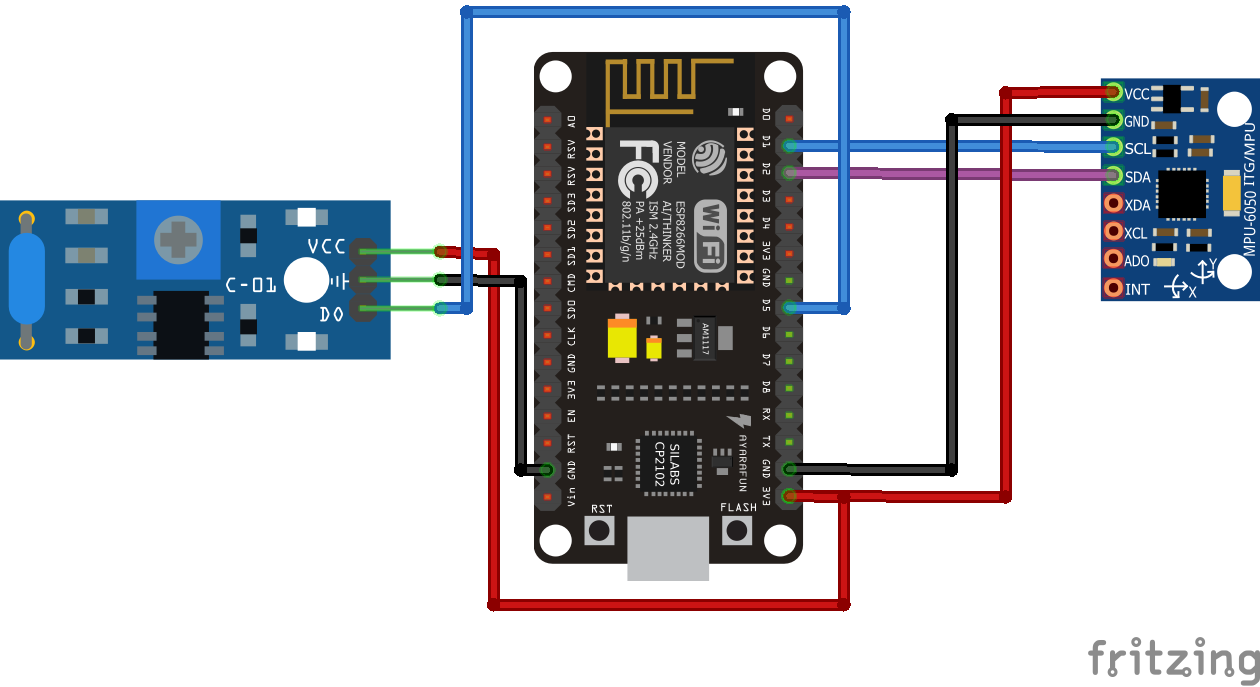 VCC
C-01
D0
A0
RSV
RSV
SD3
SD2
SD1
CMD
SD0
CLK
GND
3V3
EN
RST
GND
Vin
FC
MODEL
VENDOR
ESP8266MOD
AI/THINKER
ISM 2.4GHz
PA +25dBm
802.11b/g/n
Wi Fi
AM1117
SILABS
CP2102
AYARAFUN
RST
FLASH
D0
D1
D2
D3
D4
3V3
GND
D5
D6
D7
D8
RX
TX
GND
3V3
VCC
GND
SCL
SDA
XDA
XCL
ADO
INT
MPU-6050 ITG/MPU
Y
X
fritzing